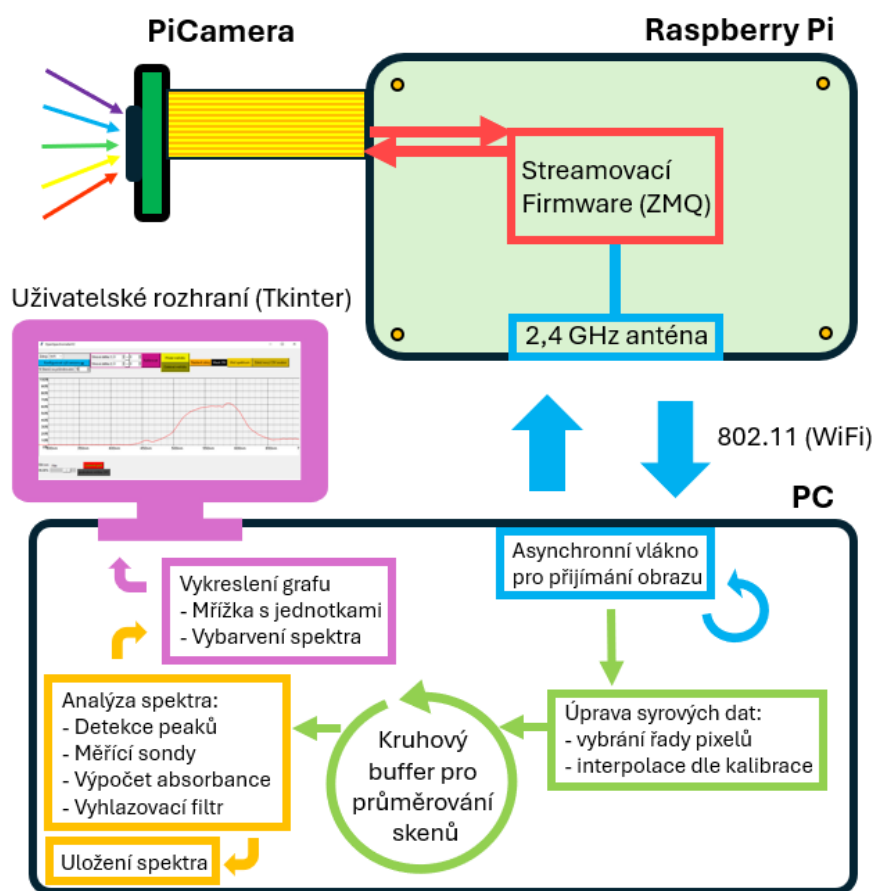 PiCamera
Raspberry Pi
Streamovací
Firmware (ZMQ)
2,4 GHz anténa
Uživatelské rozhraní (Tkinter)
802.11 (WiFi)
PC
Asynchronní vlákno
pro přijímání obrazu
Vykreslení grafu
- Mřížka s jednotkami
- Vybarvení spektra
Analýza spektra:
- Detekce peaků
- Měřící sondy
- Výpočet absorbance
- Vyhlazovací filtr
Kruhový
buffer pro
průměrování
skenů
Úprava syrových dat:
- vybrání řady pixelů
- interpolace dle kalibrace
Uložení spektra